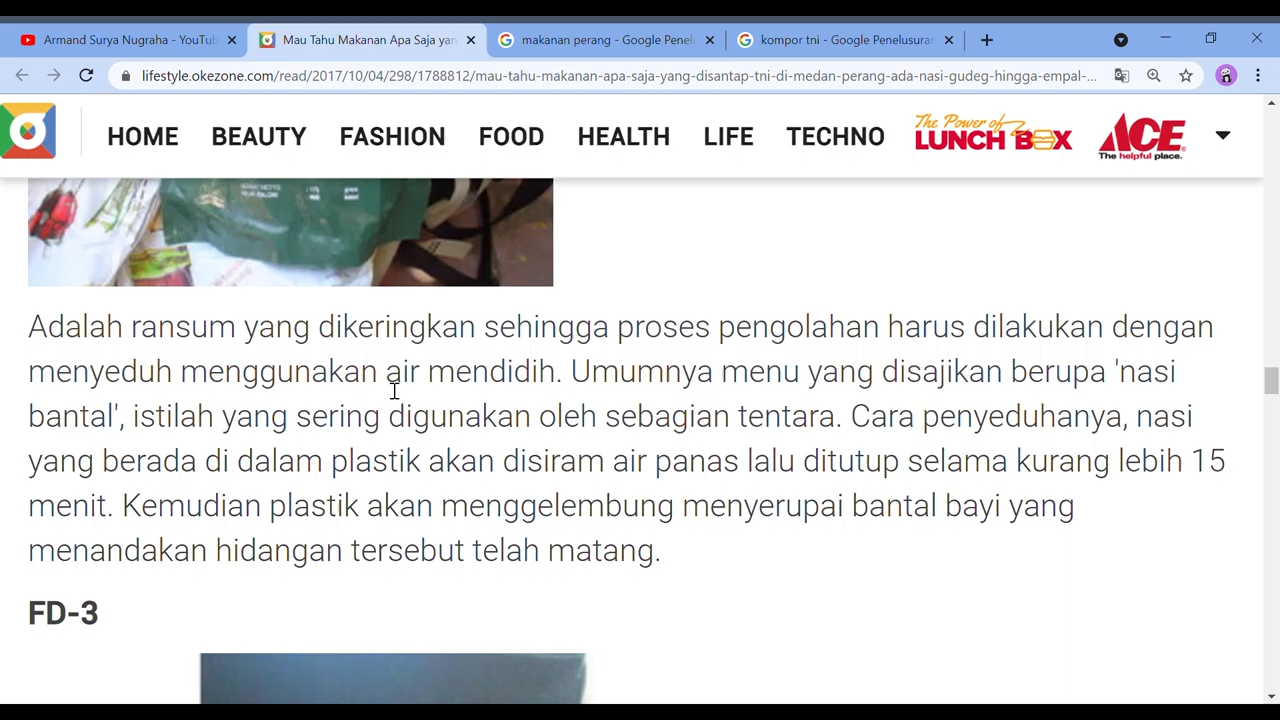 Armand Surya Nugraha - YouTub
Mau Tahu Makanan Apa Saja yan
makanan perang - Google Penelu
kompor tni - Google Penelusuran
lifestyle.okezone.com/read/2017/10/04/298/1788812/mau-tahu-makanan-apa-saja-yang-disantap-tni-di-medan-perang-ada-nasi-gudeg-hingga-empal-...
HOME BEAUTY FASHION FOOD HEALTH LIFE TECHNO
The Power of
LUNCH BOX
ACE
The helpful place.
Adalah ransum yang dikeringkan sehingga proses pengolahan harus dilakukan dengan
menyeduh menggunakan air mendidih. Umumnya menu yang disajikan berupa 'nasi
bantal', istilah yang sering digunakan oleh sebagian tentara. Cara penyeduhanya, nasi
yang berada di dalam plastik akan disiram air panas lalu ditutup selama kurang lebih 15
menit. Kemudian plastik akan menggelembung menyerupai bantal bayi yang
menandakan hidangan tersebut telah matang.
FD-3